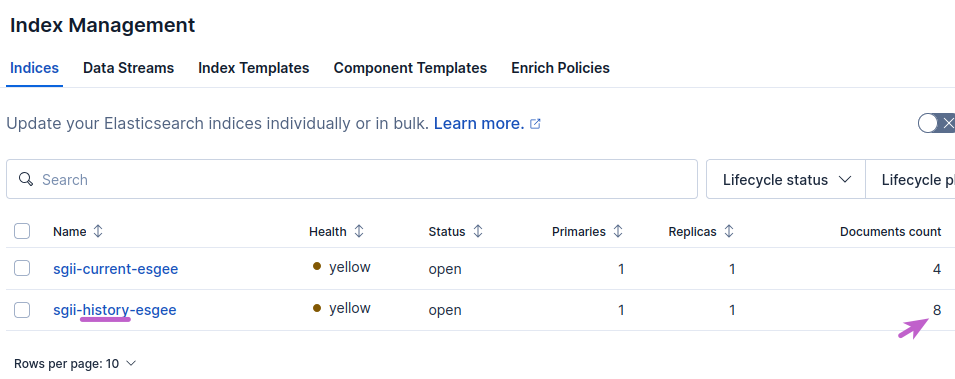 Index Management
Indices Data Streams Index Templates Component Templates Enrich Policies
Update your Elasticsearch indices individually or in bulk. Learn more.
Search Lifecycle status Lifecycle
Name Health Status Primaries Replicas Documents count
sgii-current-esgee yellow open 1 1 4
sgii-history-esgee yellow open 1 1 8
Rows per page: 10